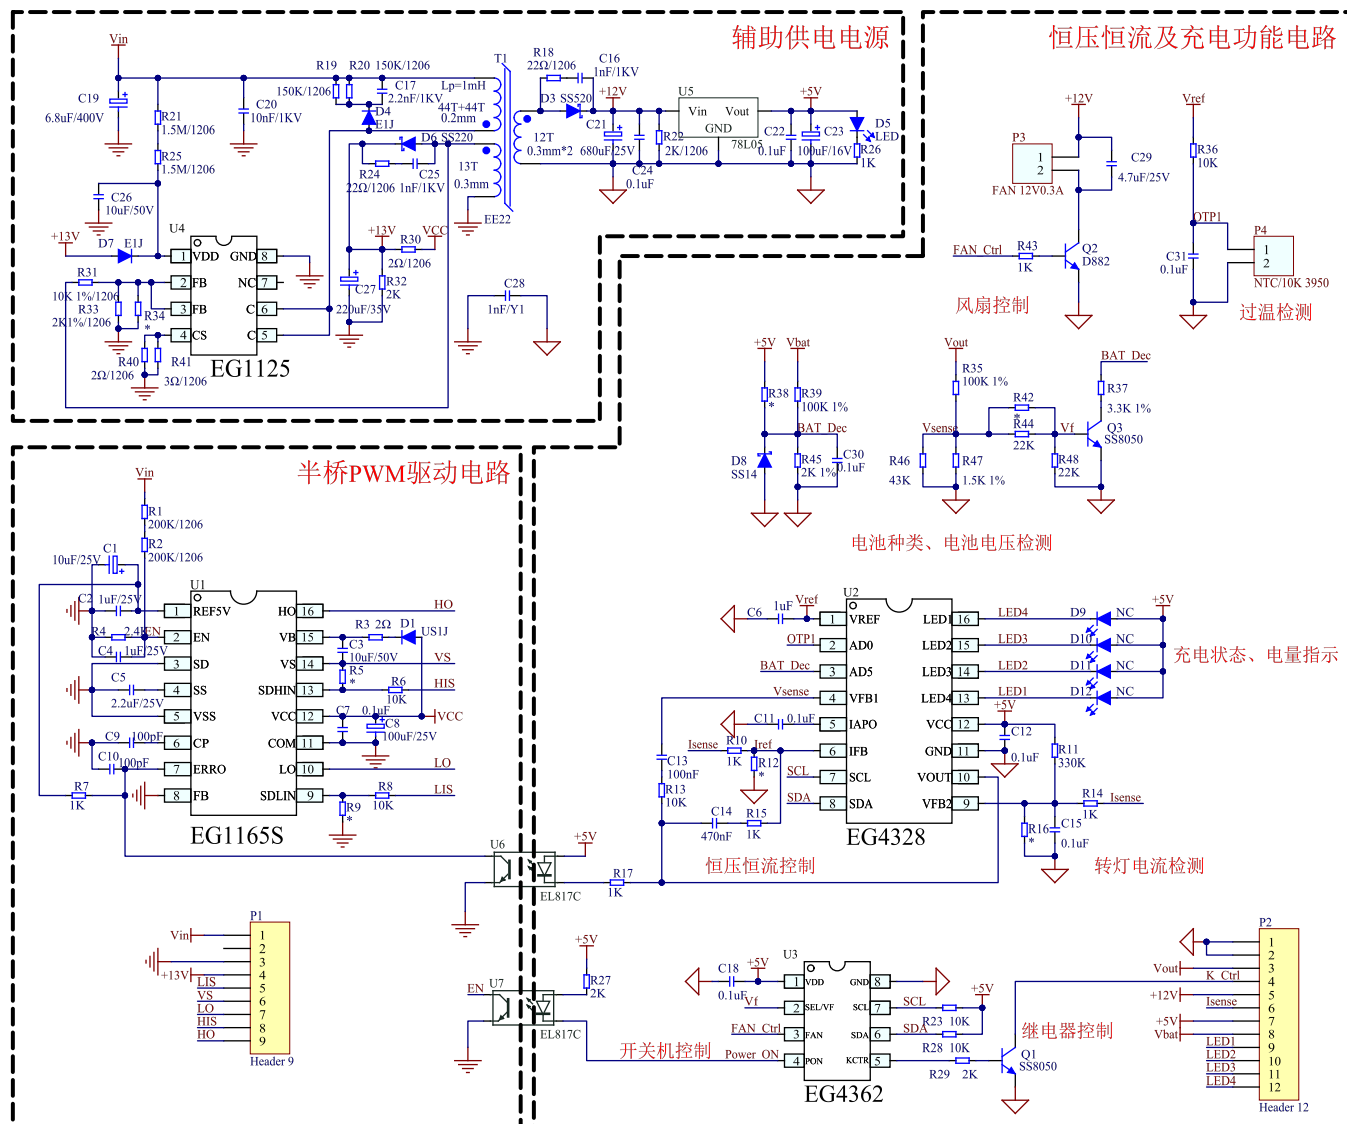 辅助供电电源
Vin
C19
6.8uF/400V
R21
1.5M/1206
R25
1.5M/1206
C20
10nF/1KV
C26
10uF/50V
R19
150K/1206
R20 150K/1206
C17
2.2nF/1KV
D4
E1J
T1
Lp=1mH
44T+44T
0.2mm
12T
0.3mm*2
13T
0.3mm
EE22
D6 SS220
R24
22Ω/1206
C25
1nF/1KV
R18
22Ω/1206
C16
1nF/1KV
D3 SS520
+12V
C21
680uF/25V
C24
0.1uF
R22
2K/1206
U5
Vin Vout
GND
78L05
C22
0.1uF
+5V
C23
100uF/16V
D5
LED
R26
1K
+13V
D7 E1J
U4
1 VDD GND 8
2 FB NC 7
3 FB C 6
4 CS C 5
EG1125
R31
10K 1%/1206
R33
2K1%/1206
R34
*
R40
2Ω/1206
R41
3Ω/1206
+13V
R30
2Ω/1206
VCC
C27
220uF/35V
R32
2K
C28
1nF/Y1
恒压恒流及充电功能电路
+12V
P3
1
2
FAN 12V0.3A
C29
4.7uF/25V
FAN_Ctrl
R43
1K
Q2
D882
风扇控制
Vref
R36
10K
OTP1
C31
0.1uF
P4
1
2
NTC/10K 3950
过温检测
+5V
Vbat
R38
*
R39
100K 1%
BAT_Dec
D8
SS14
R45
2K 1%
C30
0.1uF
Vout
R35
100K 1%
Vsense
R46
43K
R47
1.5K 1%
R42
*
R44
22K
Vf
R48
22K
BAT_Dec
R37
3.3K 1%
Q3
SS8050
电池种类、电池电压检测
半桥PWM驱动电路
Vin
R1
200K/1206
R2
200K/1206
C1
10uF/25V
C2 1uF/25V
R4 2.4K
EN
C4 1uF/25V
C5
2.2uF/25V
C9 100pF
C10
100pF
R7
1K
U1
1 REF5V HO 16
2 EN VB 15
3 SD VS 14
4 SS SDHIN 13
5 VSS VCC 12
6 CP COM 11
7 ERRO LO 10
8 FB SDLIN 9
EG1165S
HO
R3 2Ω
D1
US1J
C3
10uF/50V
VS
R5
*
R6
10K
HIS
C7
0.1uF
C8
100uF/25V
VCC
LO
R8
10K
LIS
R9
*
U6
EL817C
+5V
R17
1K
U2
1 VREF LED1 16
2 AD0 LED2 15
3 AD5 LED3 14
4 VFB1 LED4 13
5 IAPO VCC 12
6 IFB GND 11
7 SCL VOUT 10
8 SDA VFB2 9
EG4328
C6
1uF
Vref
OTP1
BAT_Dec
Vsense
C11 0.1uF
Isense
R10
1K
Iref
R12
*
SCL
SDA
C13
100nF
R13
10K
C14
470nF
R15
1K
恒压恒流控制
LED4
LED3
LED2
LED1
D9 NC
D10 NC
D11 NC
D12 NC
+5V
充电状态、电量指示
+5V
C12
0.1uF
R11
330K
R14
1K
Isense
R16
*
C15
0.1uF
转灯电流检测
P1
Vin
+13V
LIS
VS
LO
HIS
HO
1
2
3
4
5
6
7
8
9
Header 9
EN
U7
EL817C
+5V
R27
2K
开关机控制
Power_ON
U3
1 VDD GND 8
2 SEL/VF SCL 7
3 FAN SDA 6
4 PON KCTR 5
EG4362
C18
0.1uF
+5V
Vf
FAN_Ctrl
SCL
SDA
R23 10K
R28 10K
R29 2K
+5V
Q1
SS8050
继电器控制
P2
Vout
K_Ctrl
+12V
Isense
+5V
Vbat
LED1
LED2
LED3
LED4
1
2
3
4
5
6
7
8
9
10
11
12
Header 12